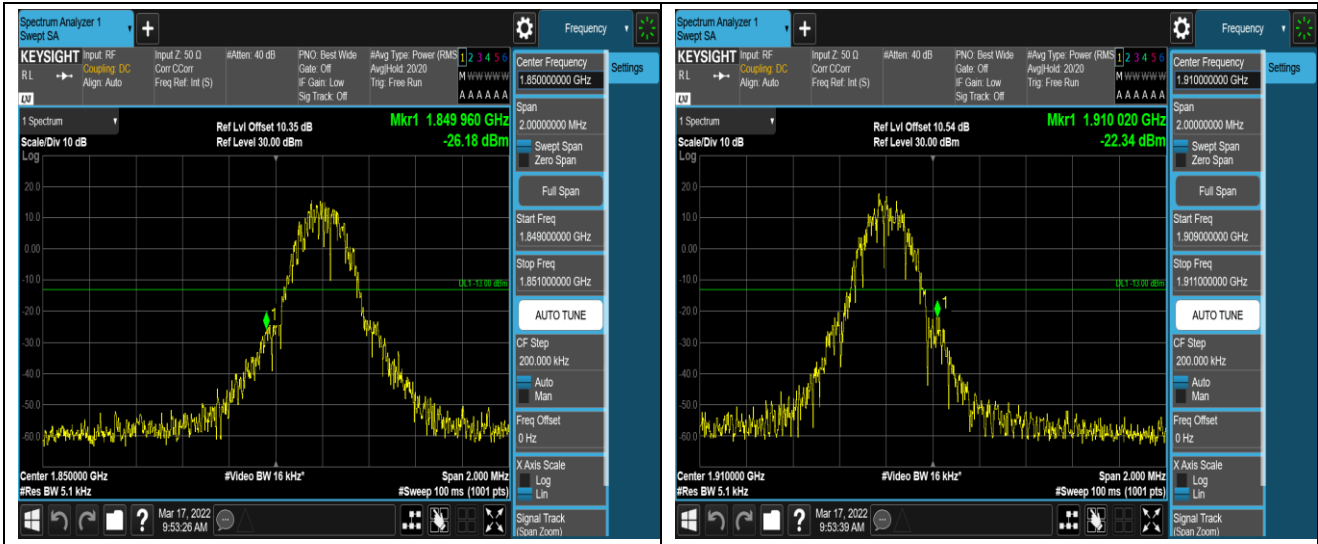 Spectrum Analyzer 1
Swept SA
Frequency
KEYSIGHT
RL
Input: RF
Coupling: DC
Align: Auto
Input Z: 50 Ω
Corr CCorr
Freq Ref: Int (S)
#Atten: 40 dB
PNO: Best Wide
Gate: Off
IF Gain: Low
Sig Track: Off
#Avg Type: Power (RMS
Avg|Hold: 20/20
Trig: Free Run
1 2 3 4 5 6
M W W W W W
A A A A A A
LXI
1 Spectrum
Scale/Div 10 dB
Log
Ref Lvl Offset 10.35 dB
Ref Level 30.00 dBm
Mkr1 1.849 960 GHz
-26.18 dBm
20.0
10.0
0.00
-10.0
-20.0
-30.0
-40.0
-50.0
-60.0
DL1 -13.00 dBm
1
Center 1.850000 GHz
#Res BW 5.1 kHz
#Video BW 16 kHz*
Span 2.000 MHz
#Sweep 100 ms (1001 pts)
Mar 17, 2022
9:53:26 AM
Center Frequency
1.850000000 GHz
Settings
Span
2.00000000 MHz
Swept Span
Zero Span
Full Span
Start Freq
1.849000000 GHz
Stop Freq
1.851000000 GHz
AUTO TUNE
CF Step
200.000 kHz
Auto
Man
Freq Offset
0 Hz
X Axis Scale
Log
Lin
Signal Track
(Span Zoom)
Spectrum Analyzer 1
Swept SA
Frequency
KEYSIGHT
RL
Input: RF
Coupling: DC
Align: Auto
Input Z: 50 Ω
Corr CCorr
Freq Ref: Int (S)
#Atten: 40 dB
PNO: Best Wide
Gate: Off
IF Gain: Low
Sig Track: Off
#Avg Type: Power (RMS
Avg|Hold: 20/20
Trig: Free Run
1 2 3 4 5 6
M W W W W W
A A A A A A
LXI
1 Spectrum
Scale/Div 10 dB
Log
Ref Lvl Offset 10.54 dB
Ref Level 30.00 dBm
Mkr1 1.910 020 GHz
-22.34 dBm
20.0
10.0
0.00
-10.0
-20.0
-30.0
-40.0
-50.0
-60.0
DL1 -13.00 dBm
1
Center 1.910000 GHz
#Res BW 5.1 kHz
#Video BW 16 kHz*
Span 2.000 MHz
#Sweep 100 ms (1001 pts)
Mar 17, 2022
9:53:39 AM
Center Frequency
1.910000000 GHz
Settings
Span
2.00000000 MHz
Swept Span
Zero Span
Full Span
Start Freq
1.909000000 GHz
Stop Freq
1.911000000 GHz
AUTO TUNE
CF Step
200.000 kHz
Auto
Man
Freq Offset
0 Hz
X Axis Scale
Log
Lin
Signal Track
(Span Zoom)